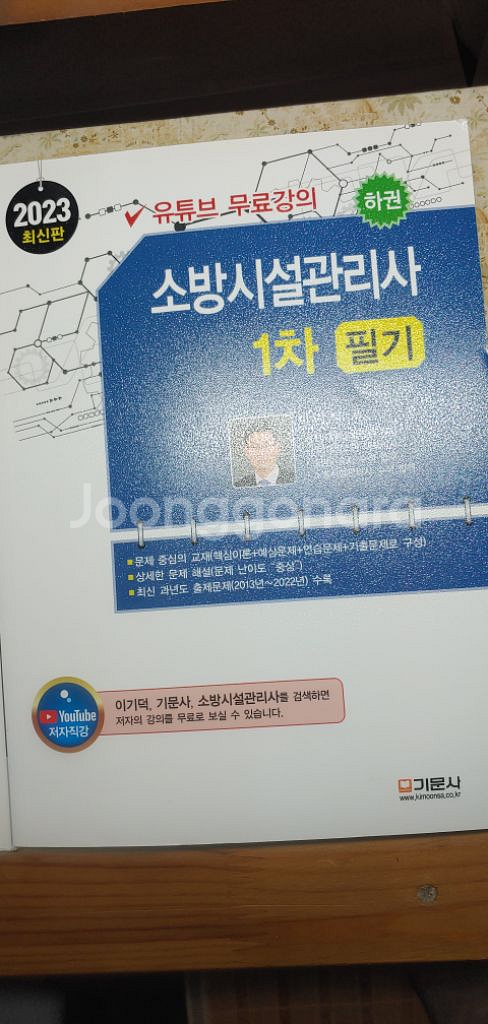 2023
최신판
유튜브 무료강의
하권
소방시설관리사
1차 필기
Joonggonara
문제 중심의 교재(핵심이론+예상문제+연습문제+기출문제로 구성)
상세한 문제 해설(문제 난이도 "중상")
최신 과년도 출제문제(2013년~2022년) 수록
YouTube
저자직강
이기덕, 기문사, 소방시설관리사를 검색하면
저자의 강의를 무료로 보실 수 있습니다.
기문사
www.kimoonsa.co.kr